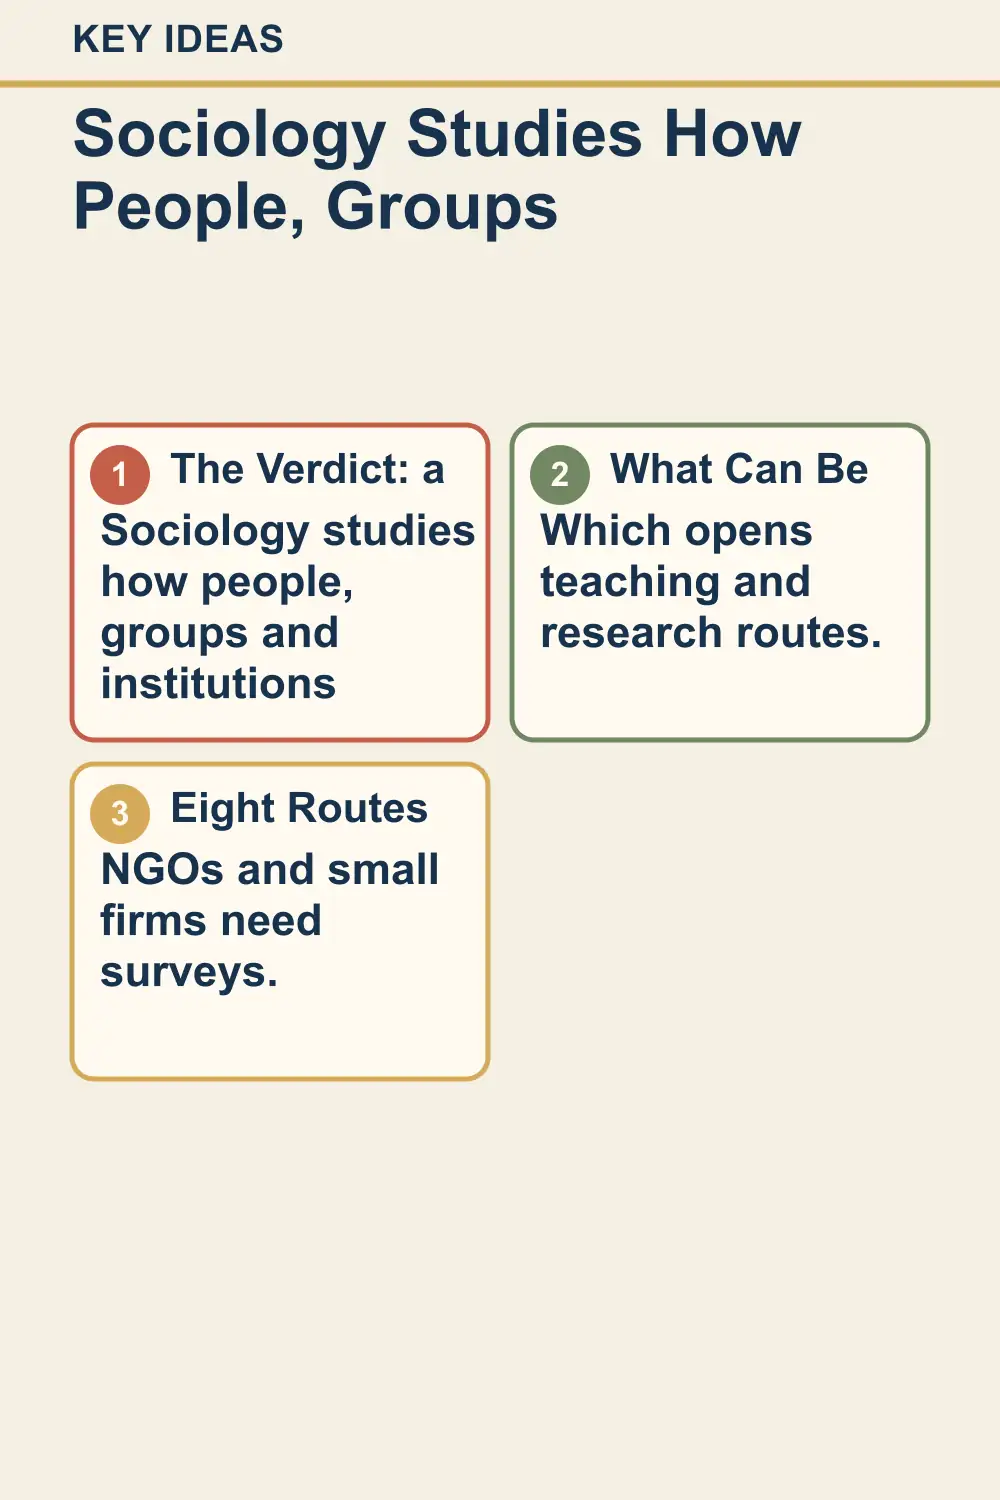 KEY IDEAS
Sociology Studies How
People, Groups
1 The Verdict: a
Sociology studies
how people,
groups and
institutions
2 What Can Be
Which opens
teaching and
research routes.
3 Eight Routes
NGOs and small
firms need
surveys.